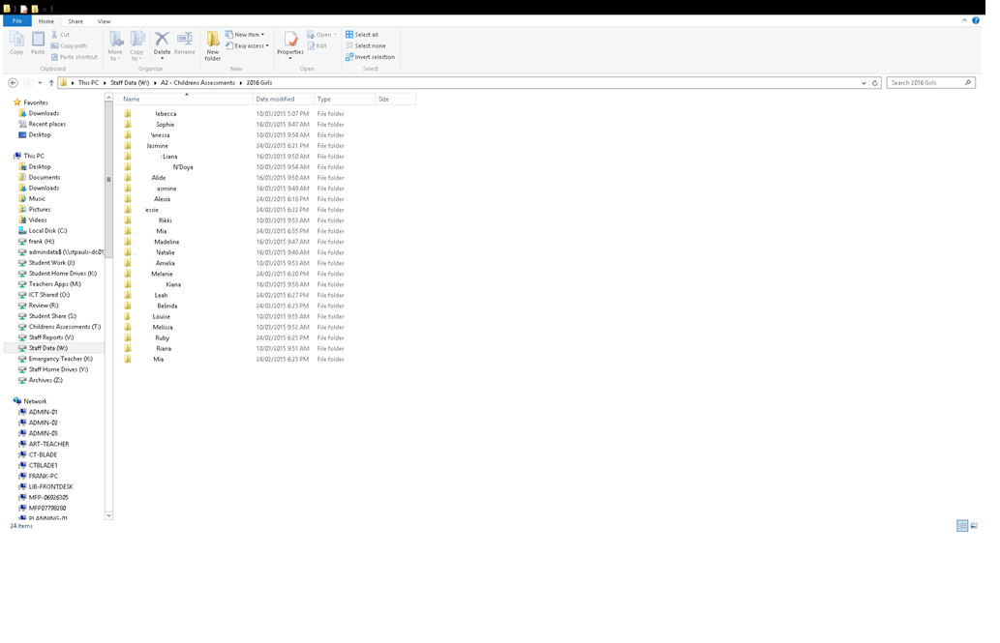 File Home Share View
Copy
Paste
Cut
Copy path
Paste shortcut
Clipboard
Move to
Copy to
Delete
Rename
Organize
New folder
New item
Easy access
New
Properties
Open
Edit
Open
Select all
Select none
Invert selection
Select
This PC Staff Data (W:) A2 - Childrens Assessments 2016 Girls
Search 2016 Girls
Favorites
Downloads
Recent places
Desktop
This PC
Desktop
Documents
Downloads
Music
Pictures
Videos
Local Disk (C:)
frank (H:)
admindata$ (\\stpauls-dc01
Student Work (J:)
Student Home Drives (K:)
Teachers Apps (M:)
ICT Shared (O:)
Review (R:)
Student Share (S:)
Childrens Assessments (T:)
Staff Reports (V:)
Staff Data (W:)
Emergancy Teacher (X:)
Staff Home Drives (Y:)
Archives (Z:)
Network
ADMIN-01
ADMIN-02
ADMIN-03
ART-TEACHER
CT-BLADE
CTBLADE1
FRANK-PC
LIB-FRONTDESK
MFP-06926305
MFP07798280
PLANNING-01
Name Date modified Type Size
ebecca 10/03/2015 5:07 PM File folder
Sophie 16/03/2015 9:47 AM File folder
anessa 10/03/2015 9:54 AM File folder
Jasmine 24/02/2015 6:21 PM File folder
Liana 16/03/2015 9:50 AM File folder
N'Doya 10/03/2015 9:54 AM File folder
Alide 16/03/2015 9:50 AM File folder
asmine 16/03/2015 9:49 AM File folder
Alexia 24/02/2015 6:18 PM File folder
essie 24/02/2015 6:22 PM File folder
Rikki 10/03/2015 9:53 AM File folder
Mia 24/02/2015 6:55 PM File folder
Madeline 16/03/2015 9:47 AM File folder
Natalie 16/03/2015 9:48 AM File folder
Amelia 10/03/2015 9:53 AM File folder
Melanie 24/02/2015 6:20 PM File folder
Kiana 16/03/2015 9:58 AM File folder
Leah 24/02/2015 6:27 PM File folder
Belinda 24/02/2015 6:23 PM File folder
Louise 10/03/2015 9:55 AM File folder
Melissa 10/03/2015 9:52 AM File folder
Ruby 24/02/2015 6:25 PM File folder
Riana 10/03/2015 9:51 AM File folder
Mia 24/02/2015 6:23 PM File folder
24 items